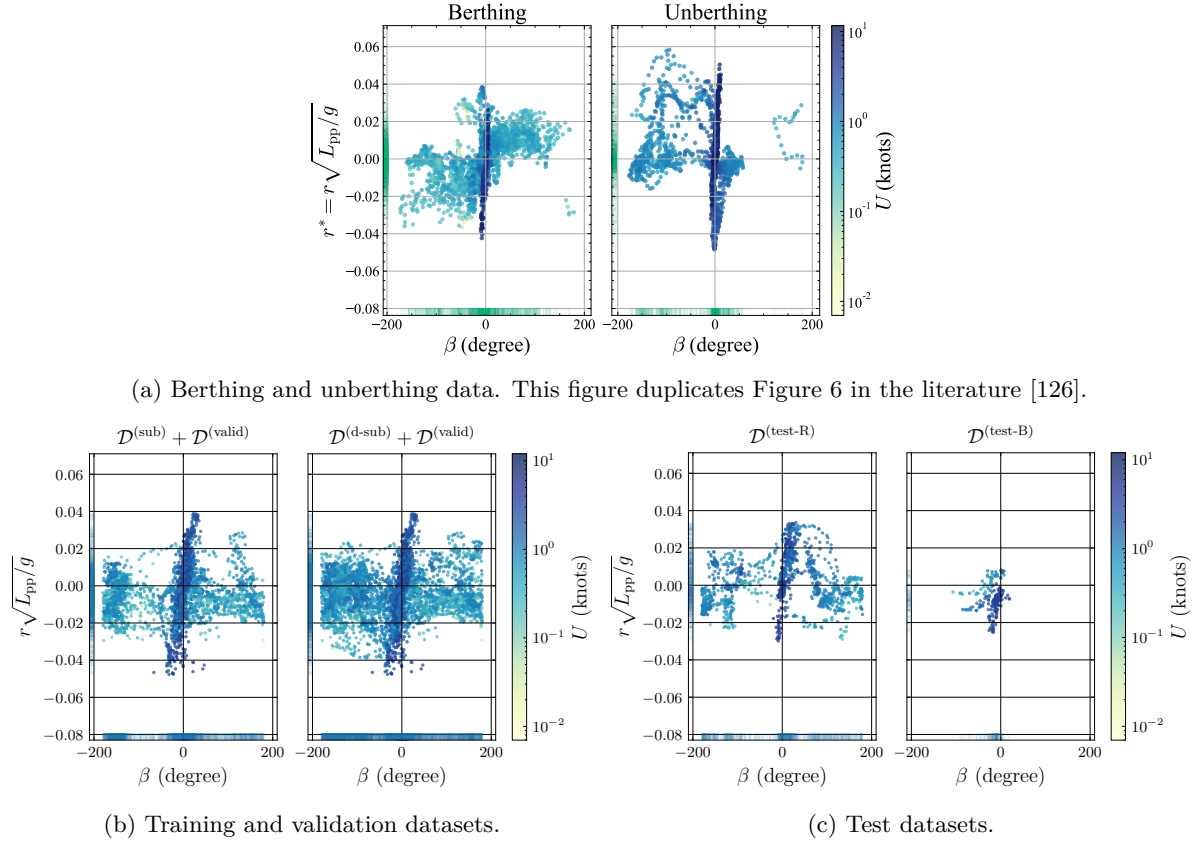 Berthing
Unberthing
r* = r√(L_pp/g)
0.06
0.04
0.02
0.00
−0.02
−0.04
−0.06
−0.08
−200 0 200
−200 0 200
β (degree)
β (degree)
10^1
10^0
10^−1
10^−2
U (knots)
(a) Berthing and unberthing data. This figure duplicates Figure 6 in the literature [126].
𝒟^(sub) + 𝒟^(valid)
𝒟^(d-sub) + 𝒟^(valid)
r√(L_pp/g)
0.06
0.04
0.02
0.00
−0.02
−0.04
−0.06
−0.08
−200 0 200
−200 0 200
β (degree)
β (degree)
10^1
10^0
10^−1
10^−2
U (knots)
(b) Training and validation datasets.
𝒟^(test-R)
𝒟^(test-B)
r√(L_pp/g)
0.06
0.04
0.02
0.00
−0.02
−0.04
−0.06
−0.08
−200 0 200
−200 0 200
β (degree)
β (degree)
10^1
10^0
10^−1
10^−2
U (knots)
(c) Test datasets.